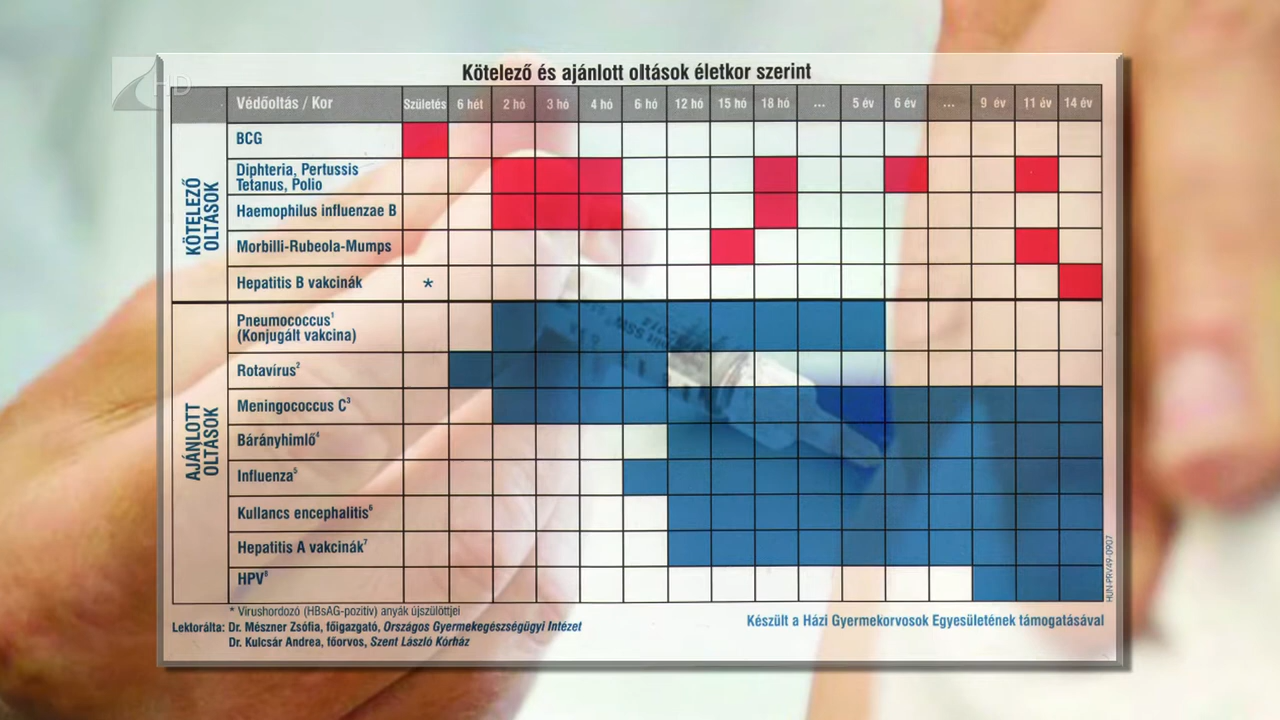 HD
Kötelező és ajánlott oltások életkor szerint
Védőoltás / Kor Születés 6 hét 2 hó 3 hó 4 hó 6 hó 12 hó 15 hó 18 hó ... 5 év 6 év ... 9 év 11 év 14 év
KÖTELEZŐ
OLTÁSOK
BCG
Diphteria, Pertussis
Tetanus, Polio
Haemophilus influenzae B
Morbilli-Rubeola-Mumps
Hepatitis B vakcinák *
AJÁNLOTT
OLTÁSOK
Pneumococcus¹
(Konjugált vakcina)
Rotavírus²
Meningococcus C³
Bárányhimlő⁴
Influenza⁵
Kullancs encephalitis⁶
Hepatitis A vakcinák⁷
HPV⁸
HUN-PRV49-0907
* Vírushordozó (HBsAG-pozitív) anyák újszülöttjei
Lektorálta: Dr. Mészner Zsófia, főigazgató, Országos Gyermekegészségügyi Intézet
Dr. Kulcsár Andrea, főorvos, Szent László Kórház
Készült a Házi Gyermekorvosok Egyesületének támogatásával